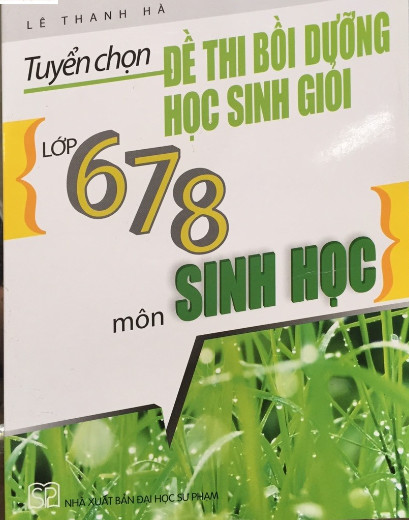 LÊ THANH HÀ
Tuyển chọn
ĐỀ THI BỒI DƯỠNG
HỌC SINH GIỎI
LỚP 678
môn SINH HỌC
SP
NHÀ XUẤT BẢN ĐẠI HỌC SƯ PHẠM